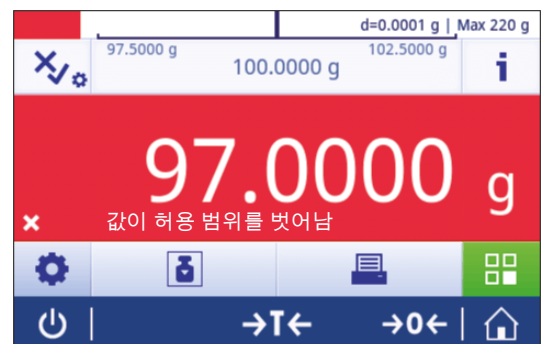 d=0.0001 g | Max 220 g
97.5000 g
100.0000 g
102.5000 g
i
97.0000 g
값이 허용 범위를 벗어남
→T← →0←